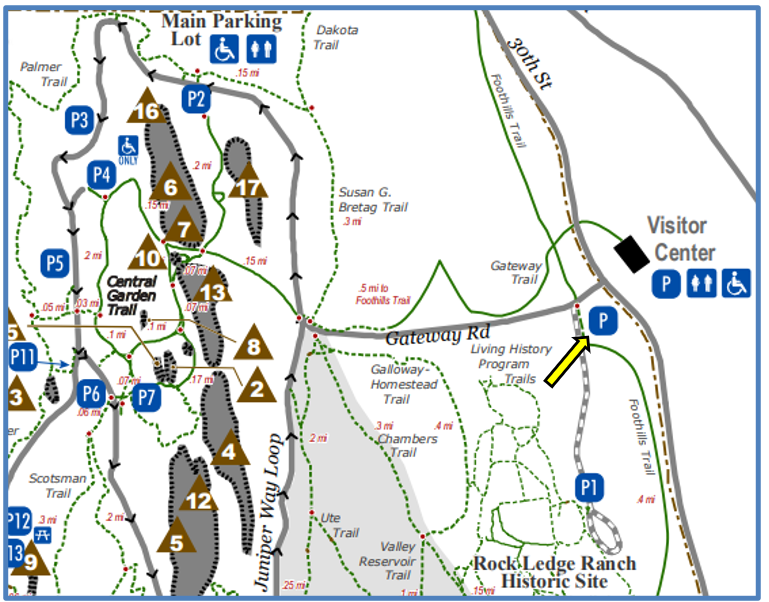 Main Parking
Lot
Dakota
Trail
30th St
Palmer
Trail
.15 mi
P2
Foothills Trail
P3
16
ONLY
.2 mi
P4
6
17
Susan G.
Bretag Trail
.3 mi
.15 mi
7
Visitor
Center
P
10
.15
P5
.2 mi
.07 mi
13
Gateway
Trail
Central
Garden
Trail
.07 mi
.5 mi to
Foothills Trail
.05 mi
.03 mi
.1 mi
P
5
.1 mi
8
Gateway Rd
P11
Living History
Program
Trails
Galloway-
Homestead
Trail
.07 mi
.17 mi
2
3
P6
P7
.06 mi
er
Foothills Trail
.3 mi
.4 mi
.2 mi
Chambers
Trail
4
Scotsman
Trail
P1
.4 mi
12
Juniper Way Loop
P12
.3 mi
.2 mi
Ute
Trail
5
13
9
Valley
Reservoir
Trail
Rock Ledge Ranch
Historic Site
.25 mi
.1 mi
.15 mi